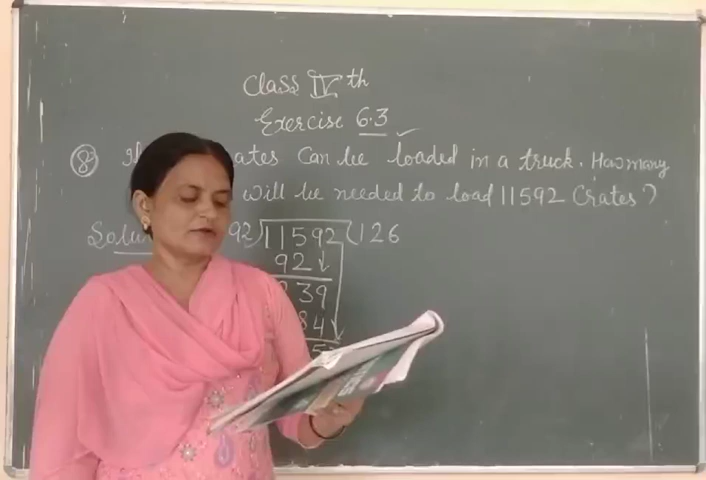 Class IV th
Exercise 6.3
8 ates can be loaded in a truck. How many
will be needed to load 11592 Crates?
Solu 92)11592(126
92↓
39
84
5